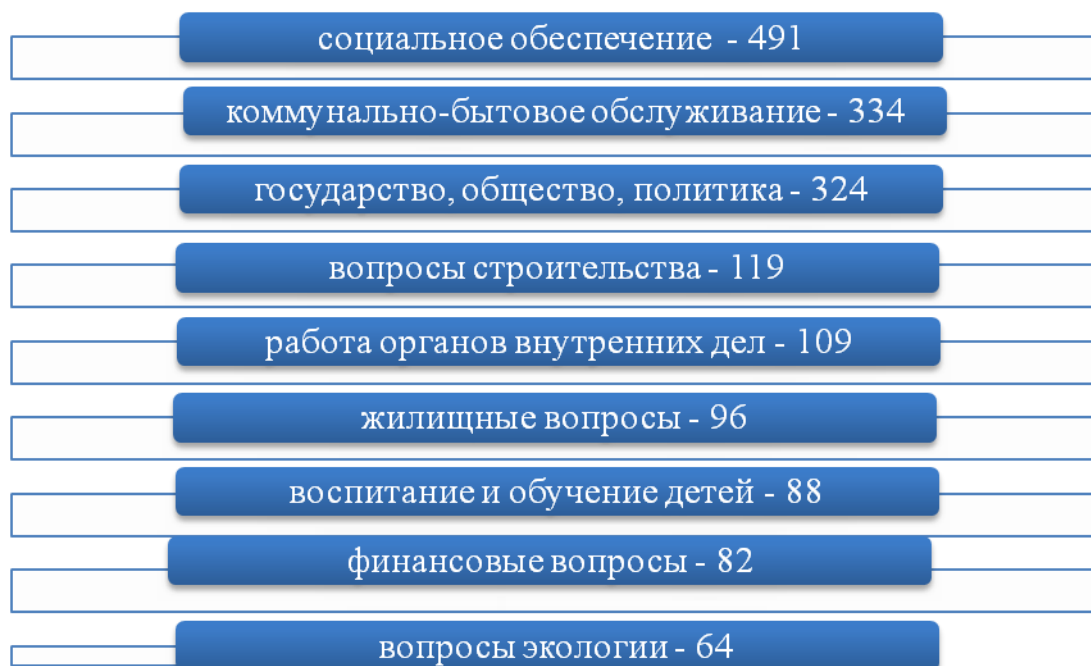 социальное обеспечение - 491
коммунально-бытовое обслуживание - 334
государство, общество, политика - 324
вопросы строительства - 119
работа органов внутренних дел - 109
жилищные вопросы - 96
воспитание и обучение детей - 88
финансовые вопросы - 82
вопросы экологии - 64